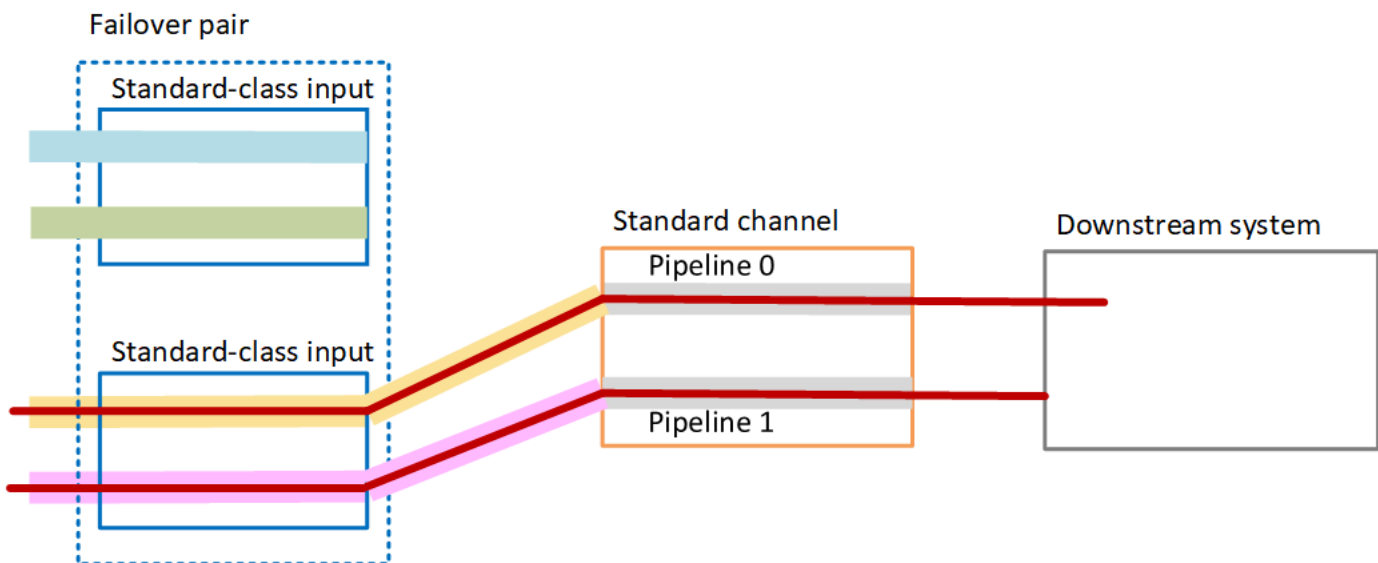 Failover pair
Standard-class input
Standard channel
Downstream system
Pipeline 0
Standard-class input
Pipeline 1